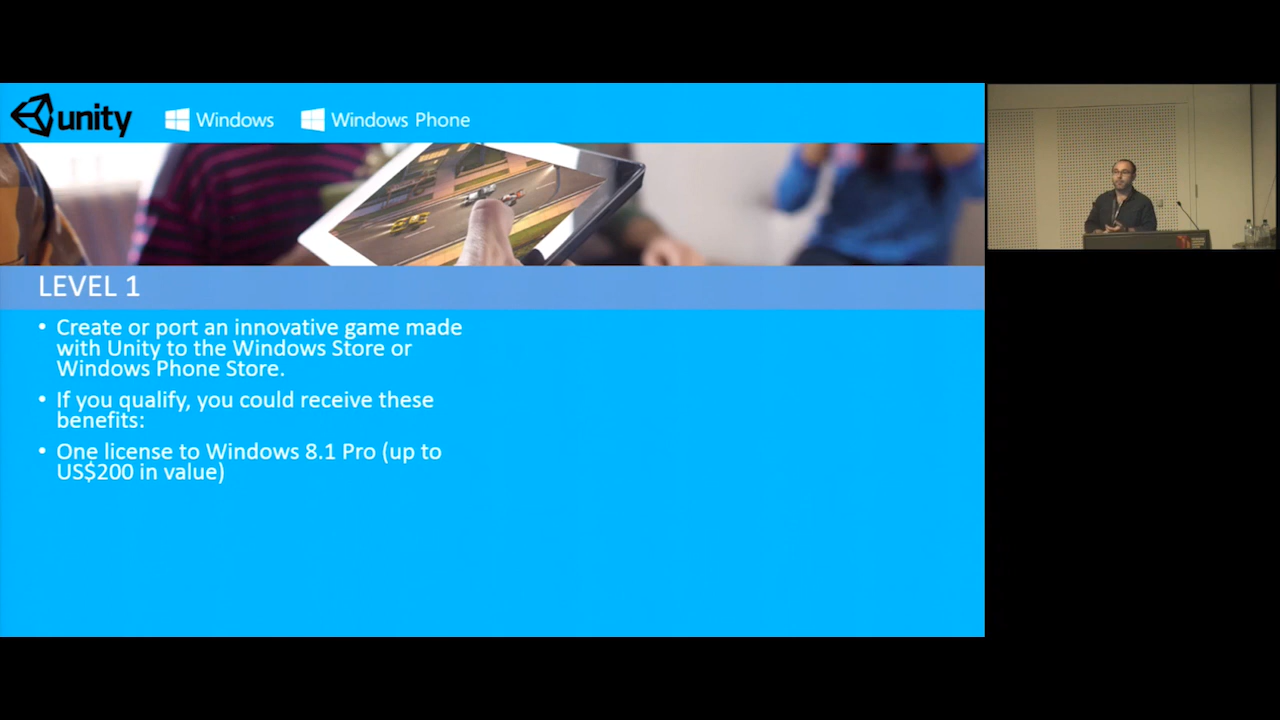 unity
Windows
Windows Phone
LEVEL 1
• Create or port an innovative game made
with Unity to the Windows Store or
Windows Phone Store.
• If you qualify, you could receive these
benefits:
• One license to Windows 8.1 Pro (up to
US$200 in value)